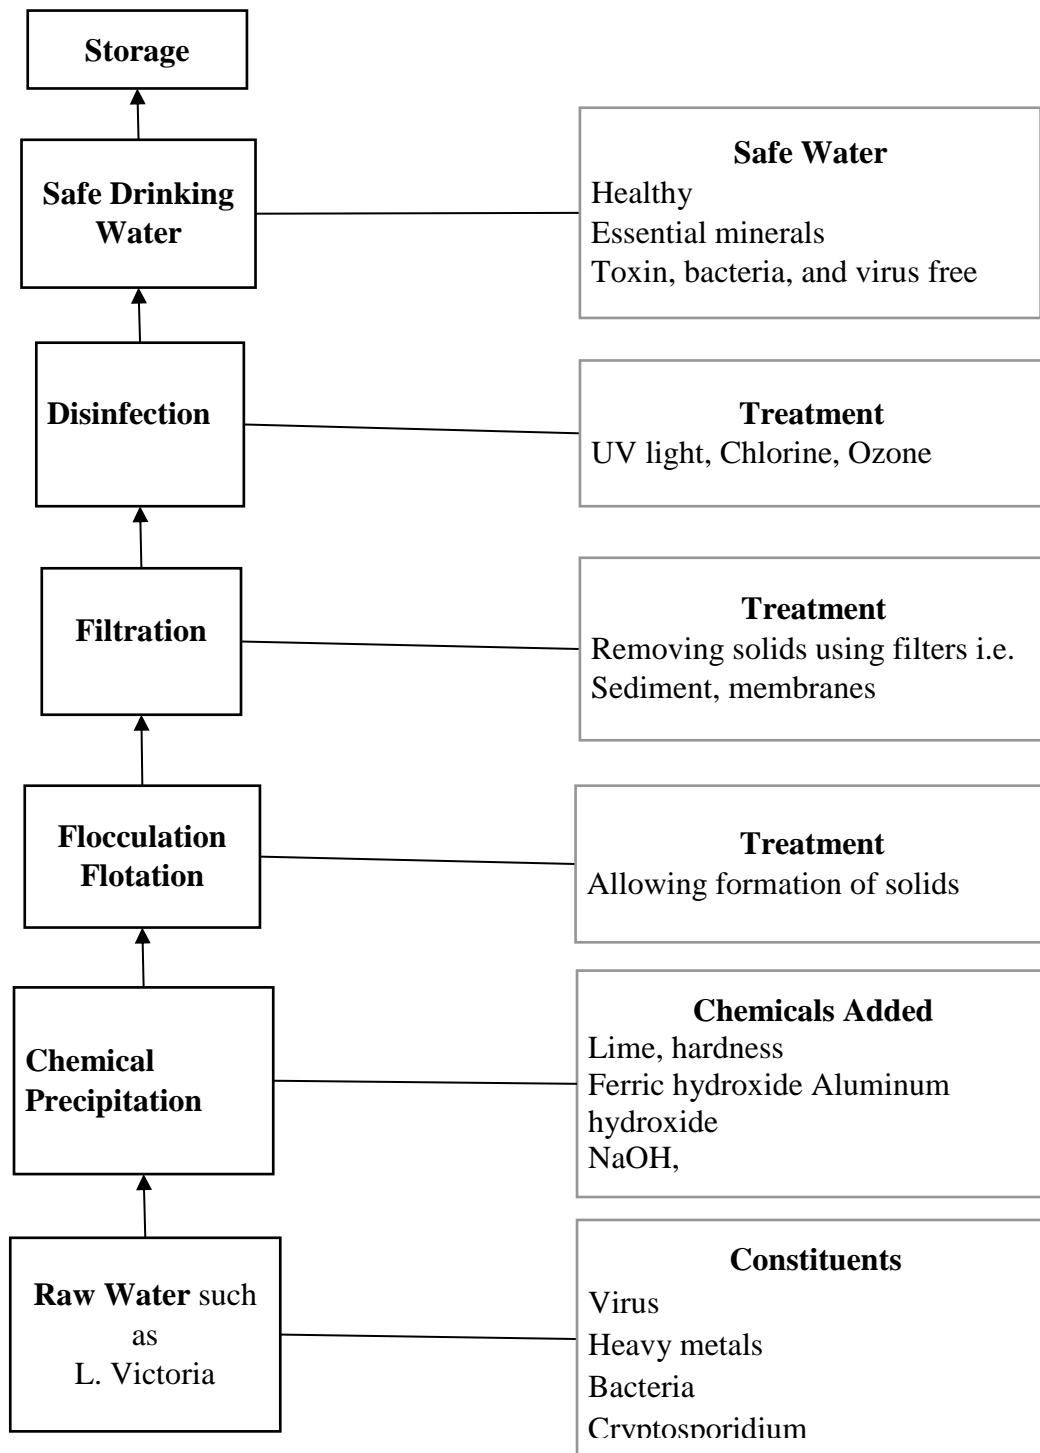 Storage
Safe Drinking
Water
Safe Water
Healthy
Essential minerals
Toxin, bacteria, and virus free
Disinfection
Treatment
UV light, Chlorine, Ozone
Filtration
Treatment
Removing solids using filters i.e.
Sediment, membranes
Flocculation
Flotation
Treatment
Allowing formation of solids
Chemical
Precipitation
Chemicals Added
Lime, hardness
Ferric hydroxide Aluminum
hydroxide
NaOH,
Raw Water such
as
L. Victoria
Constituents
Virus
Heavy metals
Bacteria
Cryptosporidium